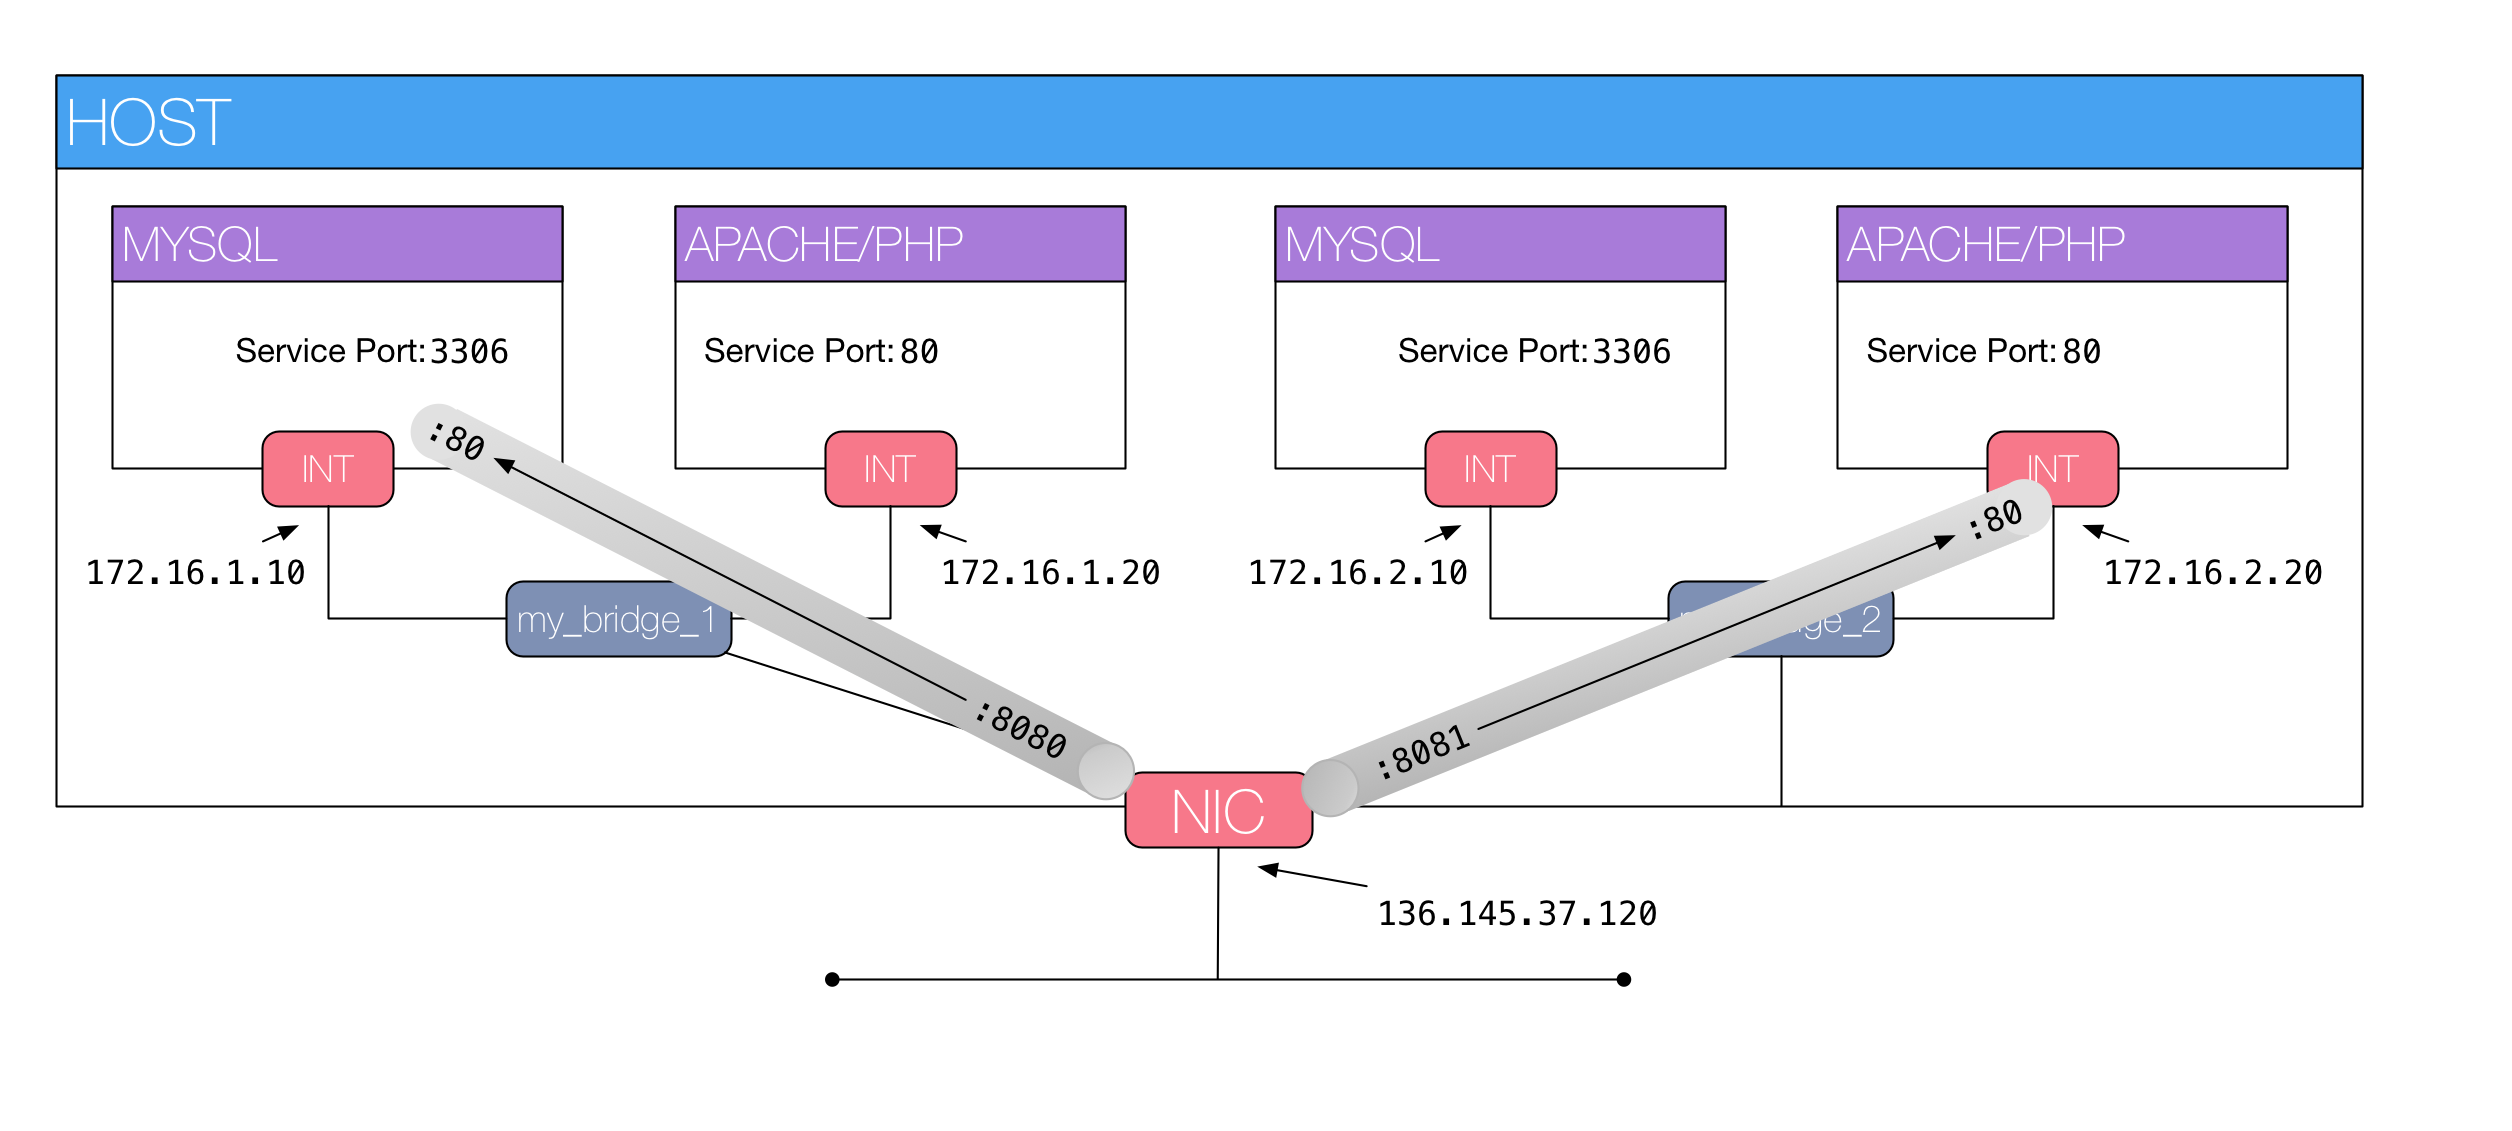 HOST
MYSQL
APACHE/PHP
MYSQL
APACHE/PHP
Service Port: 3306
Service Port: 80
Service Port: 3306
Service Port: 80
:80
INT
INT
INT
INT
:80
172.16.1.10
172.16.1.20
172.16.2.10
172.16.2.20
my_bridge_1
ge_2
:8080
:8081
NIC
136.145.37.120